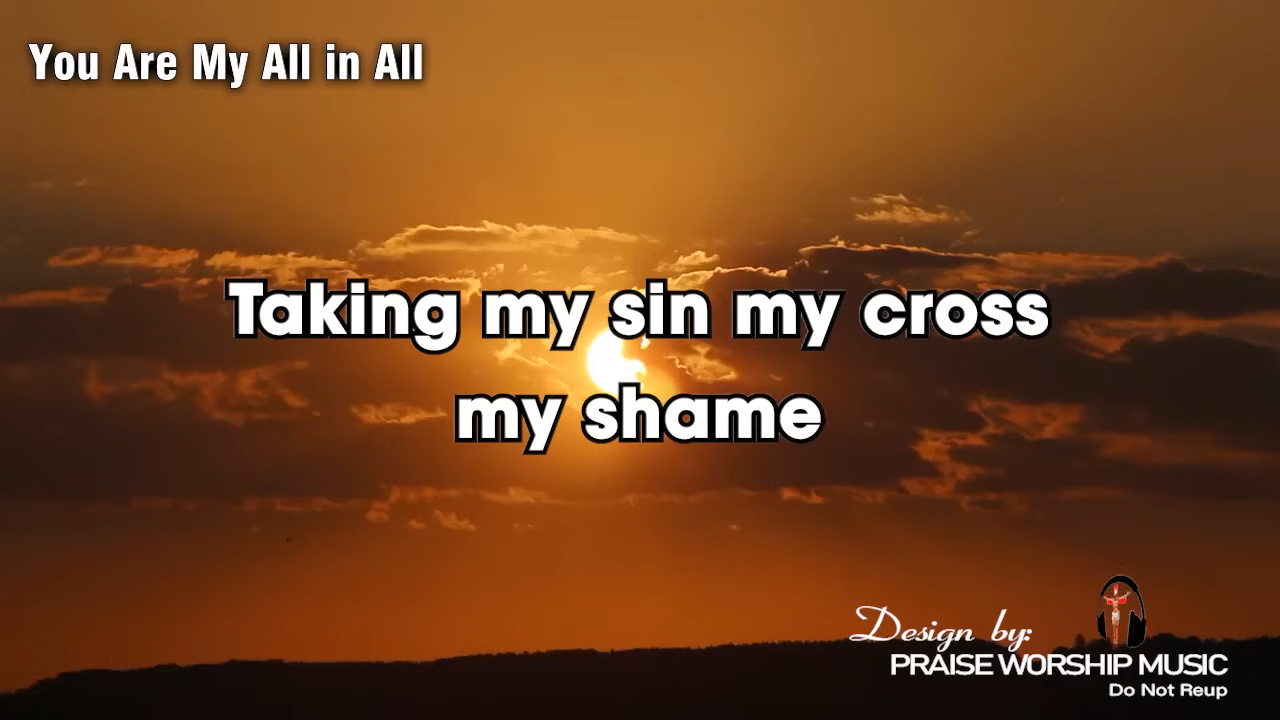 You Are My All in All
Taking my sin my cross
my shame
Design by:
PRAISE WORSHIP MUSIC
Do Not Reup